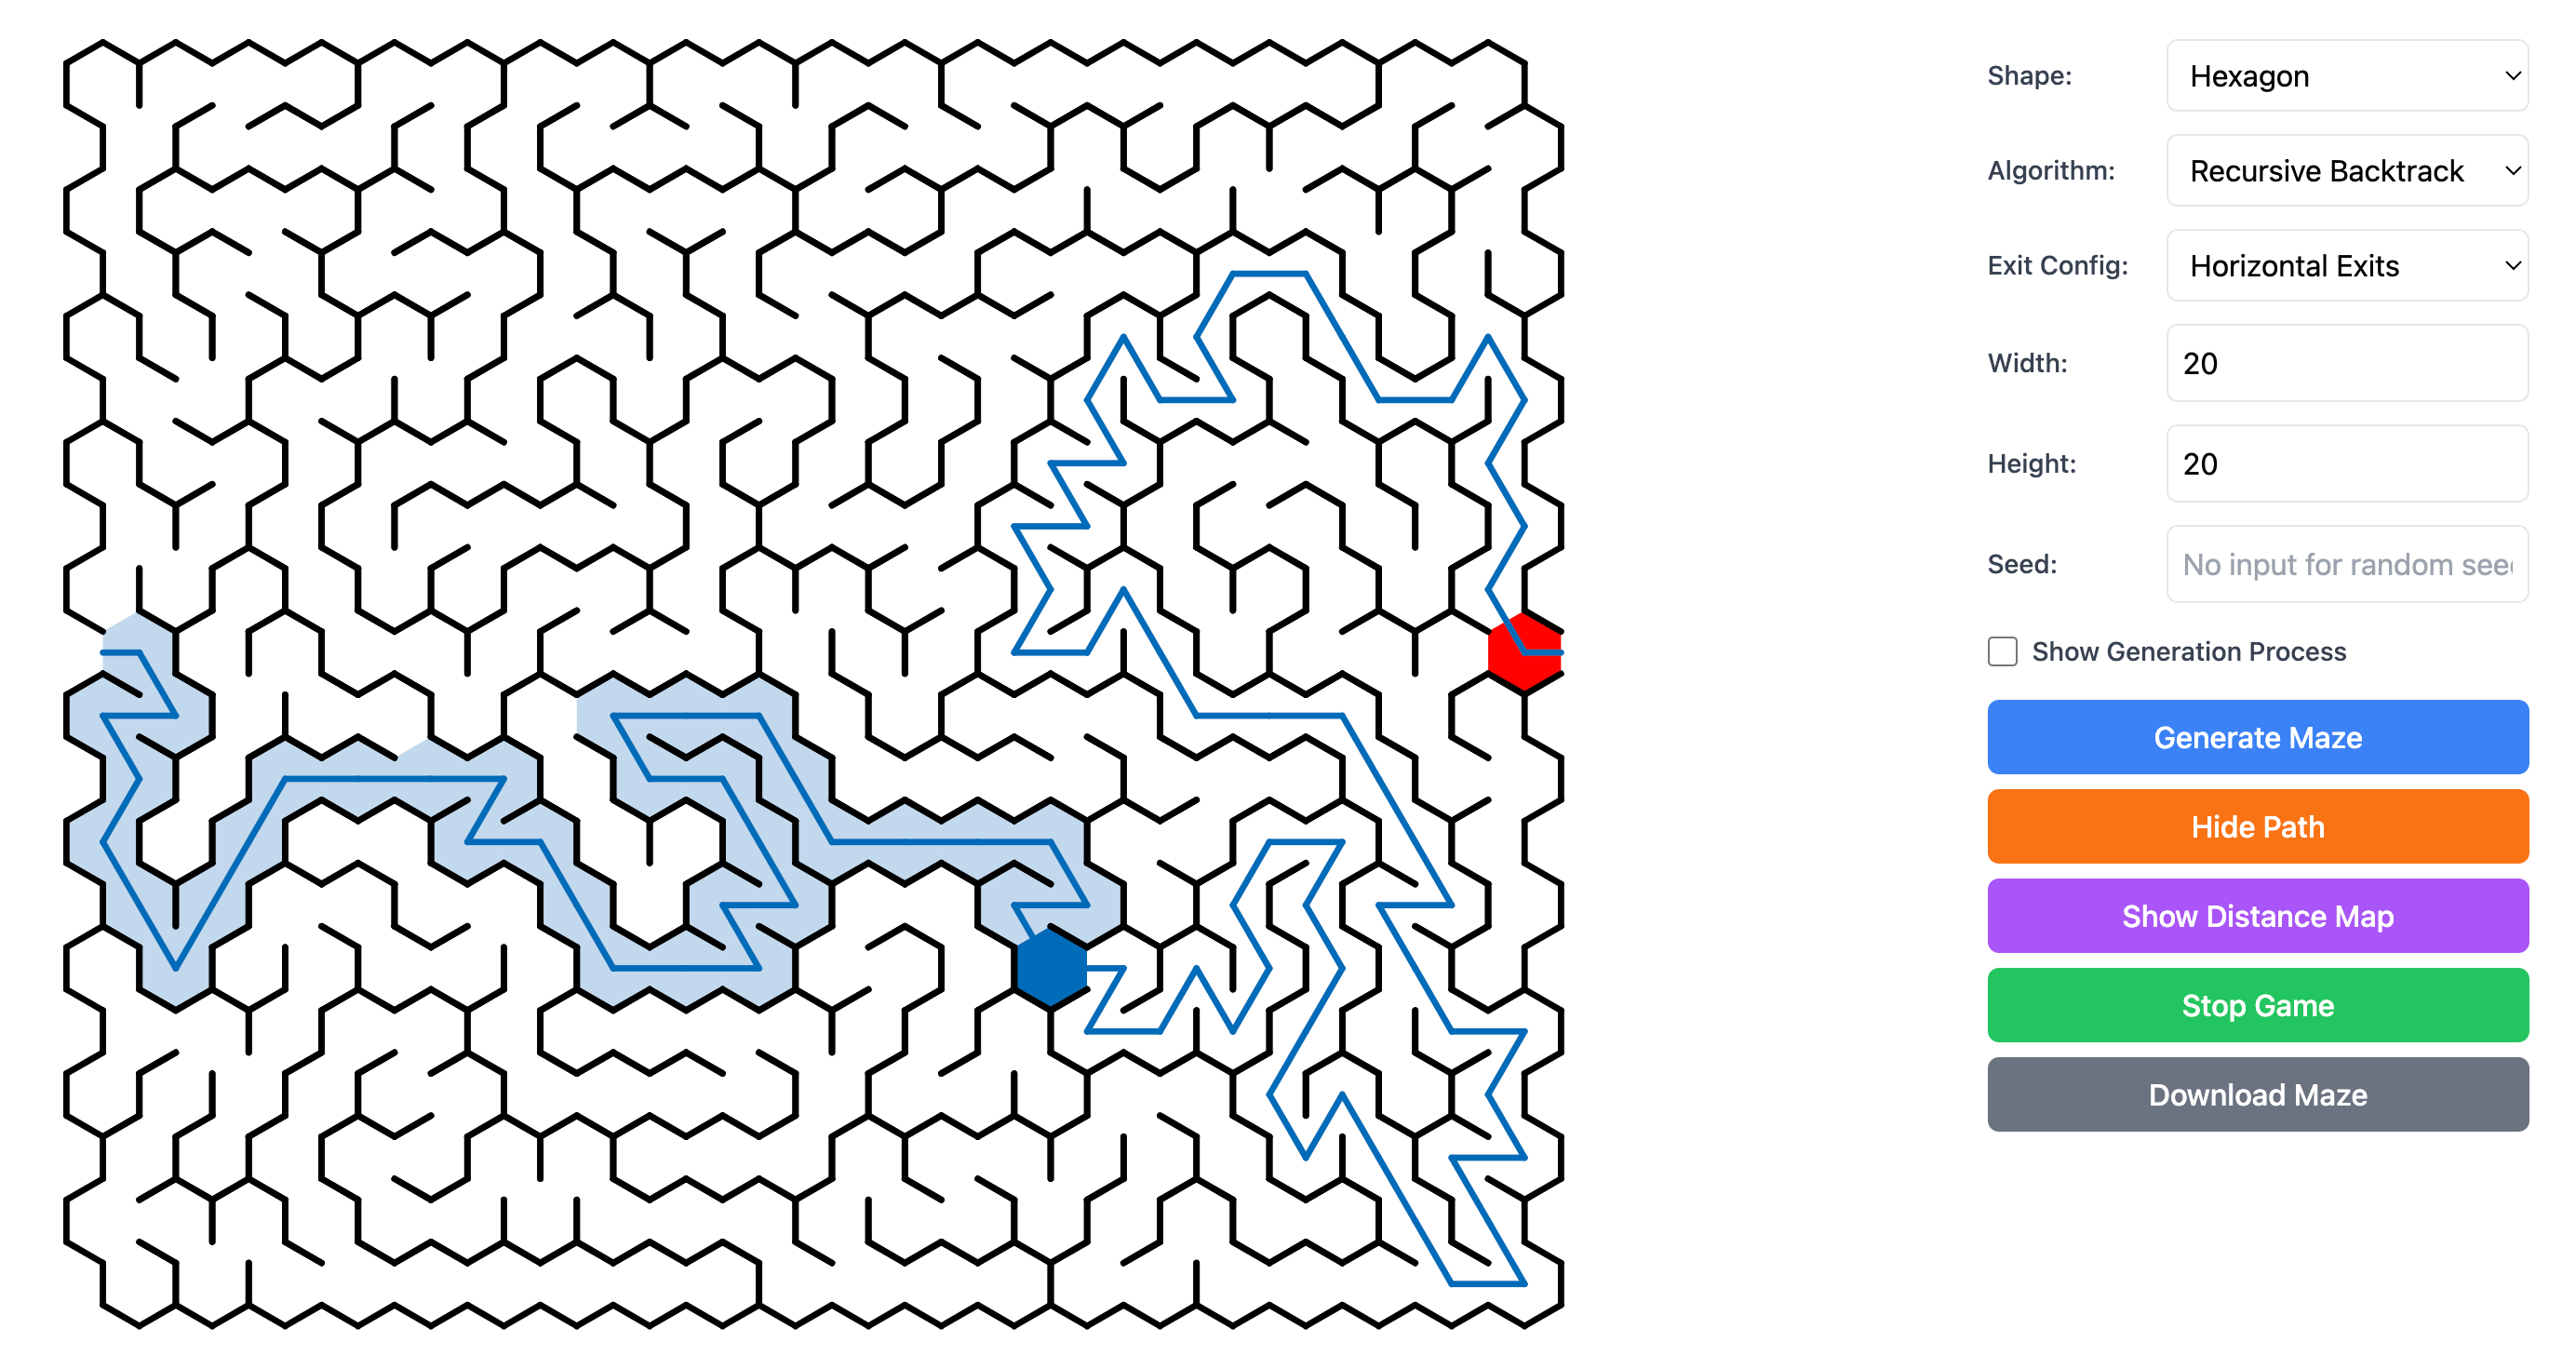 Shape: Hexagon
Algorithm: Recursive Backtrack
Exit Config: Horizontal Exits
Width: 20
Height: 20
Seed: No input for random see
Show Generation Process
Generate Maze
Hide Path
Show Distance Map
Stop Game
Download Maze